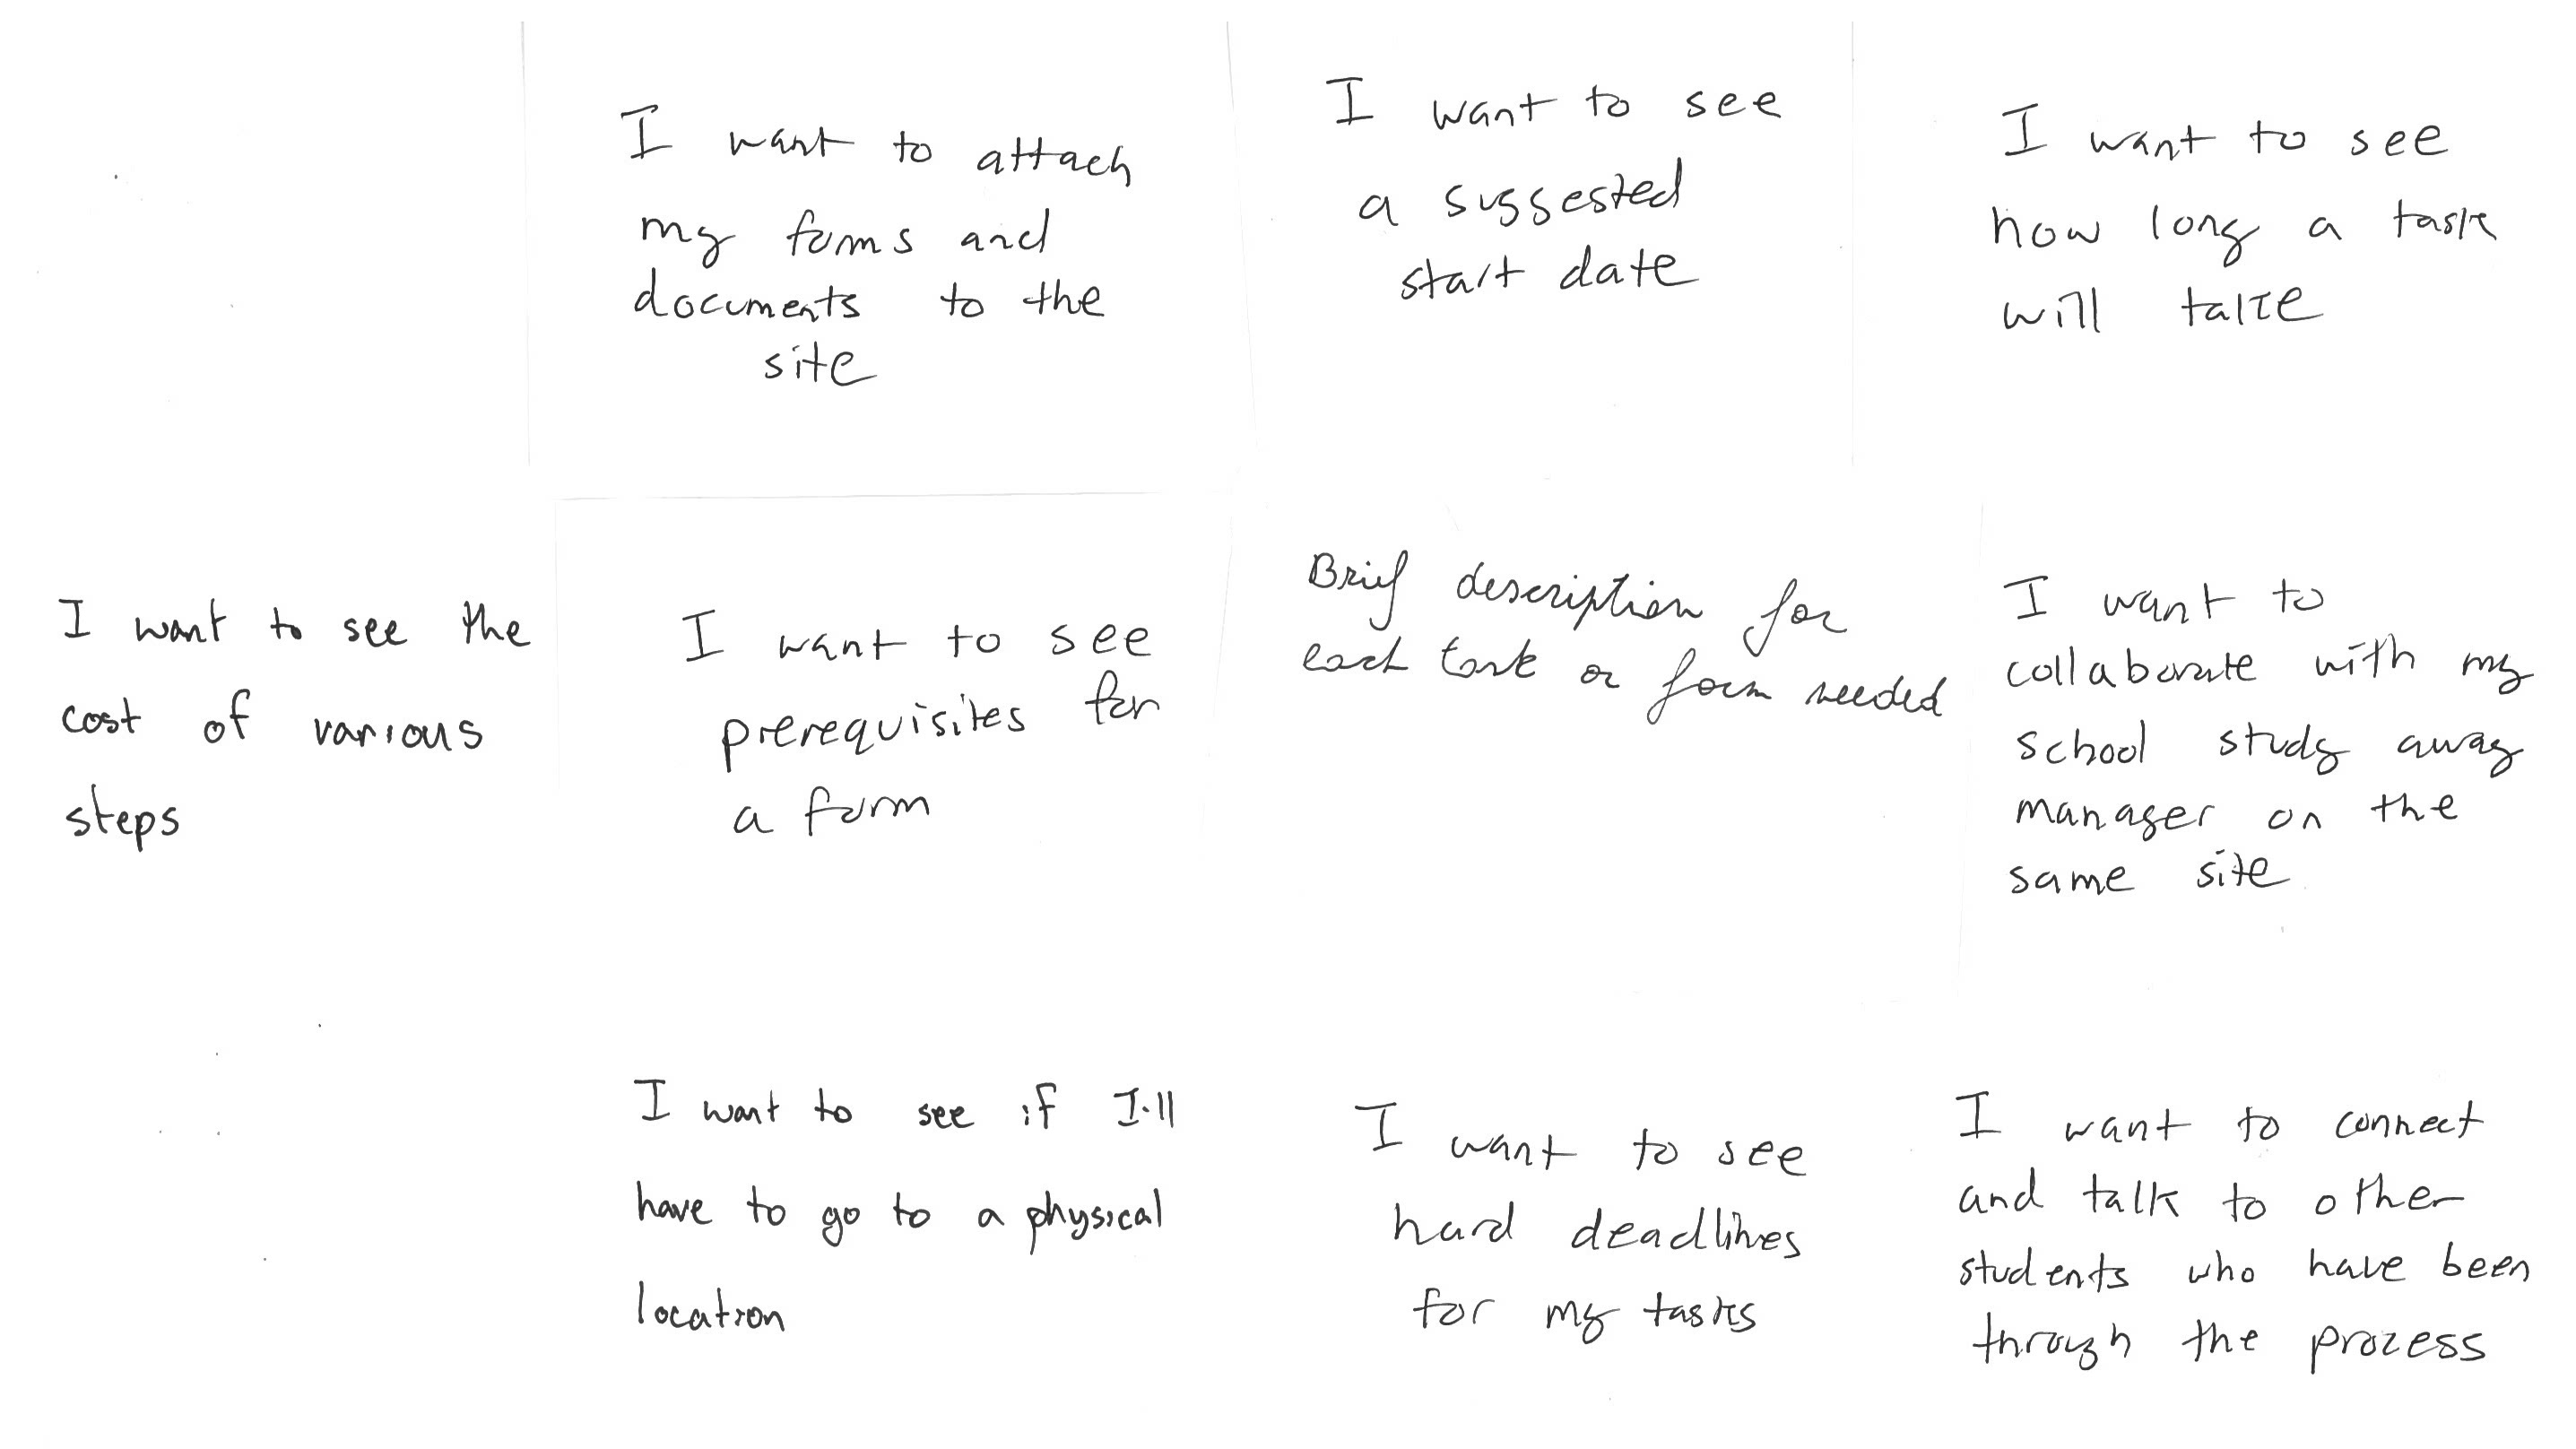 I want to attach
my forms and
documents to the
site
I want to see
a suggested
start date
I want to see
how long a task
will take
I want to see the
cost of various
steps
I want to see
prerequisites for
a form
Brief description for
each task or form needed
I want to
collaborate with my
school study away
manager on the
same site
I want to see if I'll
have to go to a physical
location
I want to see
hard deadlines
for my tasks
I want to connect
and talk to other
students who have been
through the process